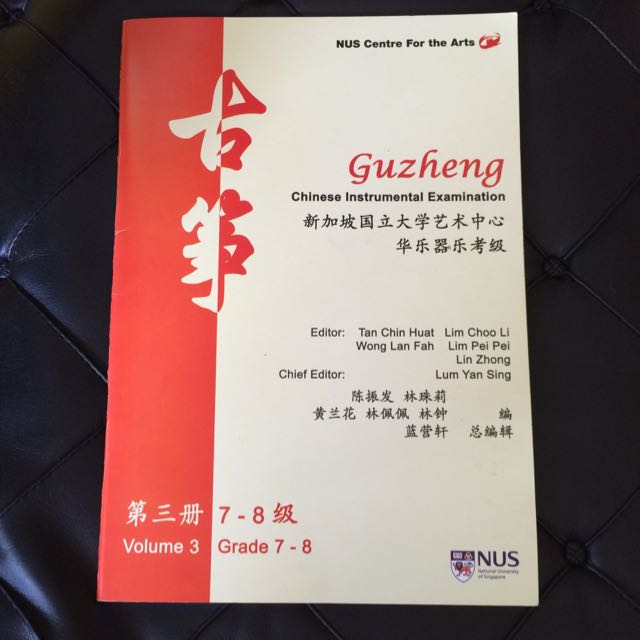 NUS Centre For the Arts
古筝
Guzheng
Chinese Instrumental Examination
新加坡国立大学艺术中心
华乐器乐考级
Editor: Tan Chin Huat Lim Choo Li
Wong Lan Fah Lim Pei Pei
Lin Zhong
Chief Editor: Lum Yan Sing
陈振发 林珠莉
黄兰花 林佩佩 林钟 编
蓝营轩 总编辑
第三册 7 - 8 级
Volume 3 Grade 7 - 8
NUS
National University
of Singapore